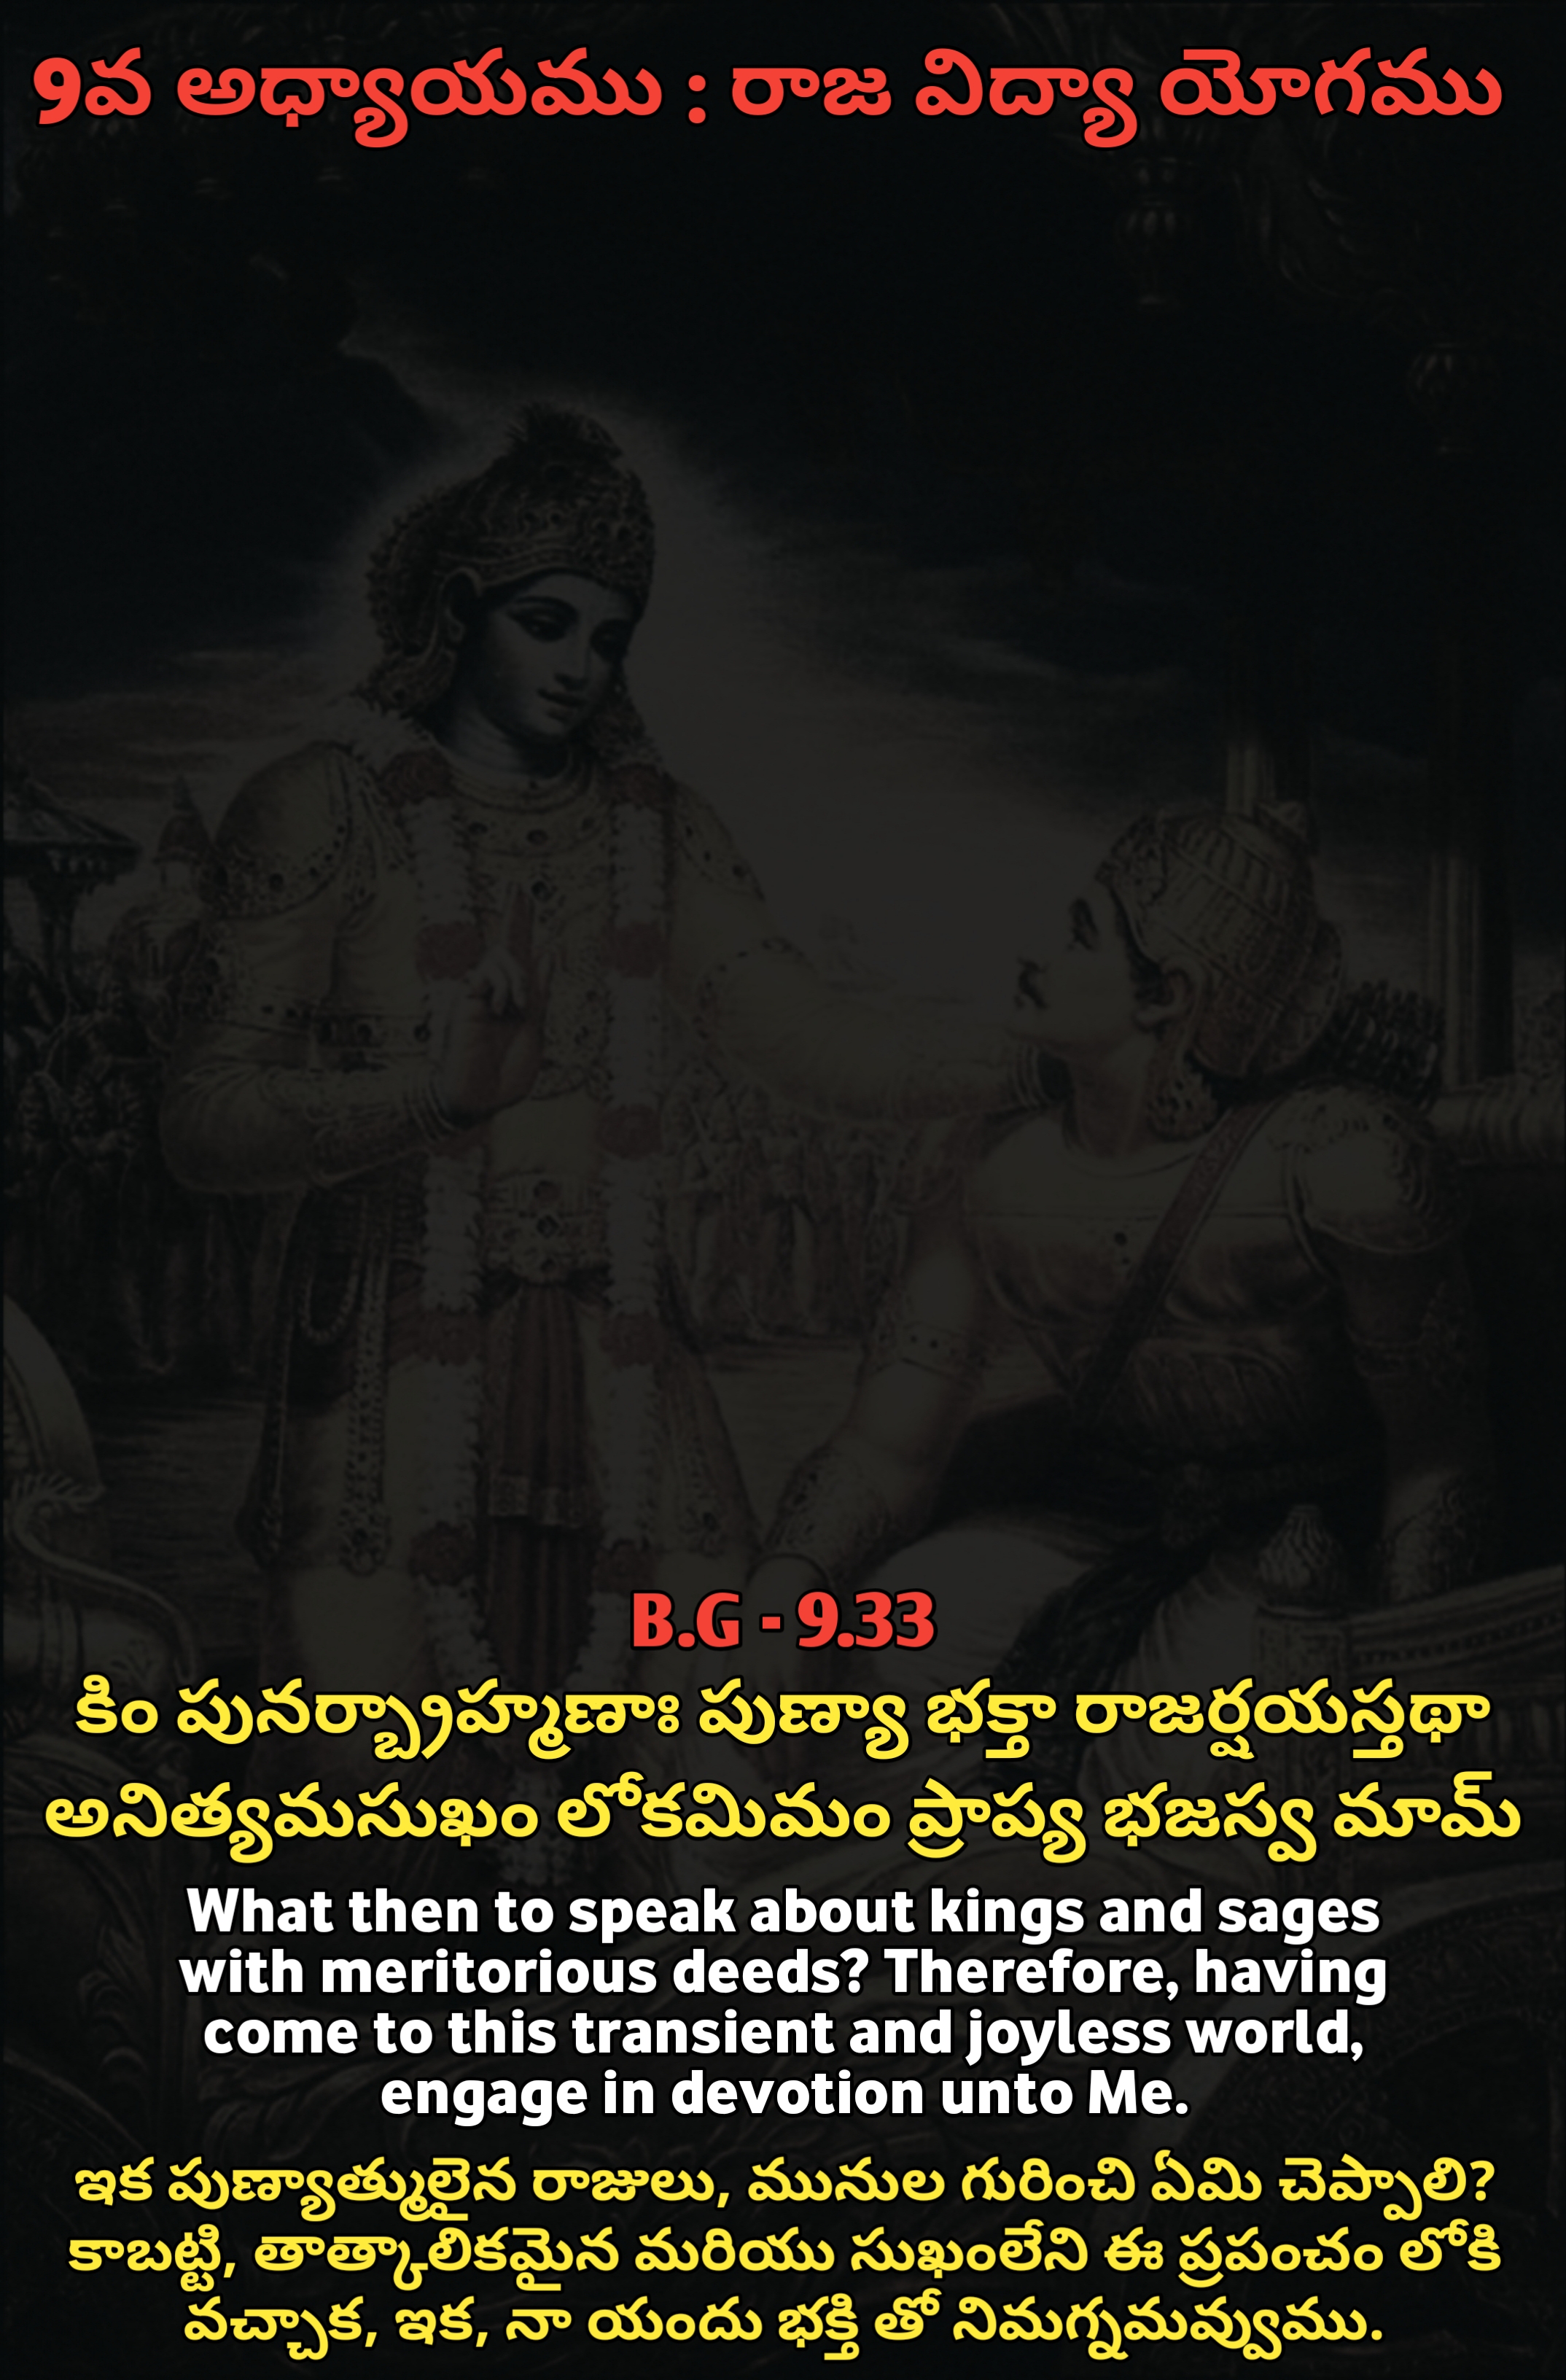 9వ అధ్యాయము : రాజ విద్యా యోగము
B.G - 9.33
కిం పునర్బ్రాహ్మణాః పుణ్యా భక్తా రాజర్షయస్తథా
అనిత్యమసుఖం లోకమిమం ప్రాప్య భజస్వ మామ్
What then to speak about kings and sages
with meritorious deeds? Therefore, having
come to this transient and joyless world,
engage in devotion unto Me.
ఇక పుణ్యాత్ములైన రాజులు, మునుల గురించి ఏమి చెప్పాలి?
కాబట్టి, తాత్కాలికమైన మరియు సుఖంలేని ఈ ప్రపంచం లోకి
వచ్చాక, ఇక, నా యందు భక్తి తో నిమగ్నమవ్వుము.